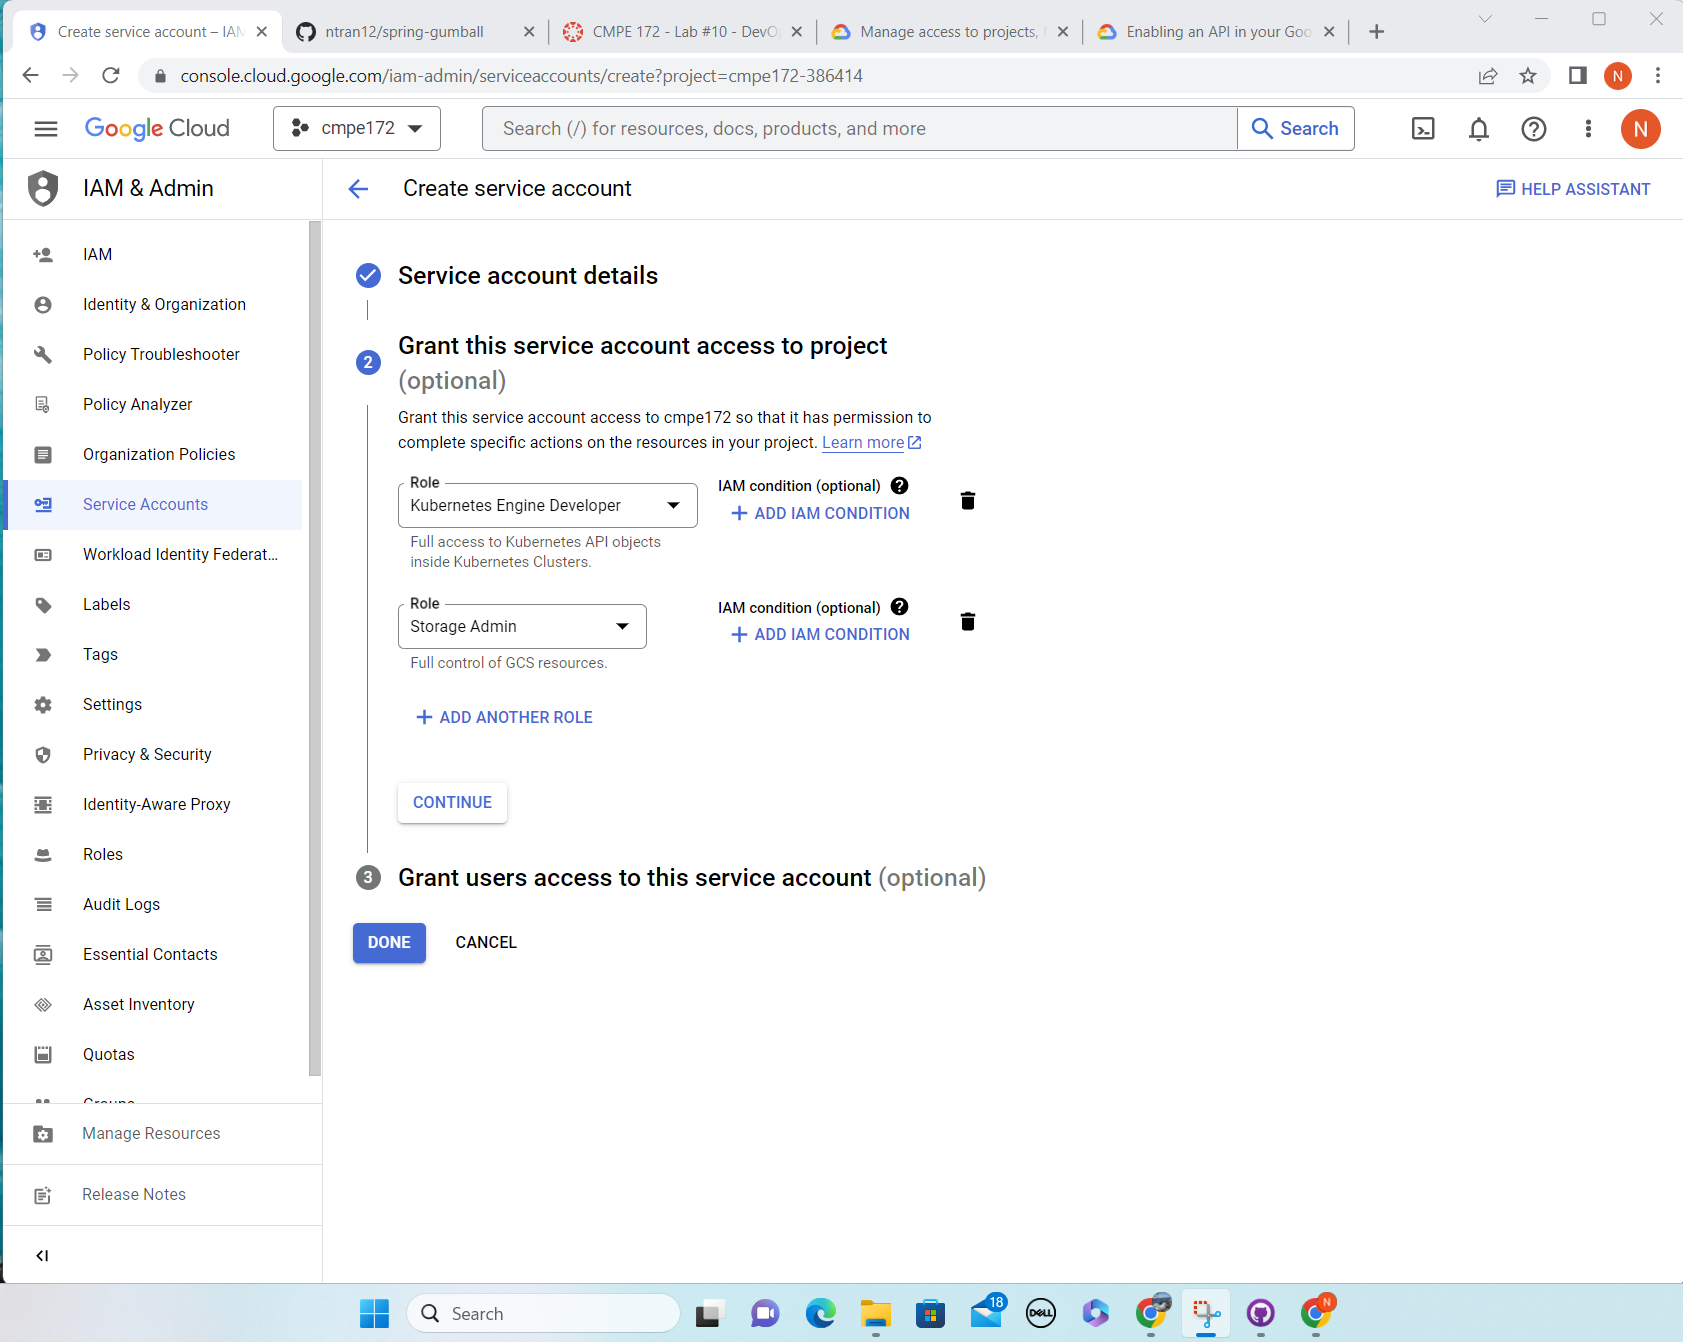 Create service account – IAM
ntran12/spring-gumball
CMPE 172 - Lab #10 - DevO
Manage access to projects, f
Enabling an API in your Goo
console.cloud.google.com/iam-admin/serviceaccounts/create?project=cmpe172-386414
N
Google Cloud
cmpe172
Search (/) for resources, docs, products, and more
Search
N
IAM & Admin
Create service account
HELP ASSISTANT
IAM
Identity & Organization
Policy Troubleshooter
Policy Analyzer
Organization Policies
Service Accounts
Workload Identity Federat...
Labels
Tags
Settings
Privacy & Security
Identity-Aware Proxy
Roles
Audit Logs
Essential Contacts
Asset Inventory
Quotas
Groups
Manage Resources
Release Notes
Service account details
2
Grant this service account access to project
(optional)
Grant this service account access to cmpe172 so that it has permission to
complete specific actions on the resources in your project. Learn more
Role
Kubernetes Engine Developer
IAM condition (optional)
+ ADD IAM CONDITION
Full access to Kubernetes API objects
inside Kubernetes Clusters.
Role
Storage Admin
IAM condition (optional)
+ ADD IAM CONDITION
Full control of GCS resources.
+ ADD ANOTHER ROLE
CONTINUE
3
Grant users access to this service account (optional)
DONE
CANCEL
Search
18
DELL
N